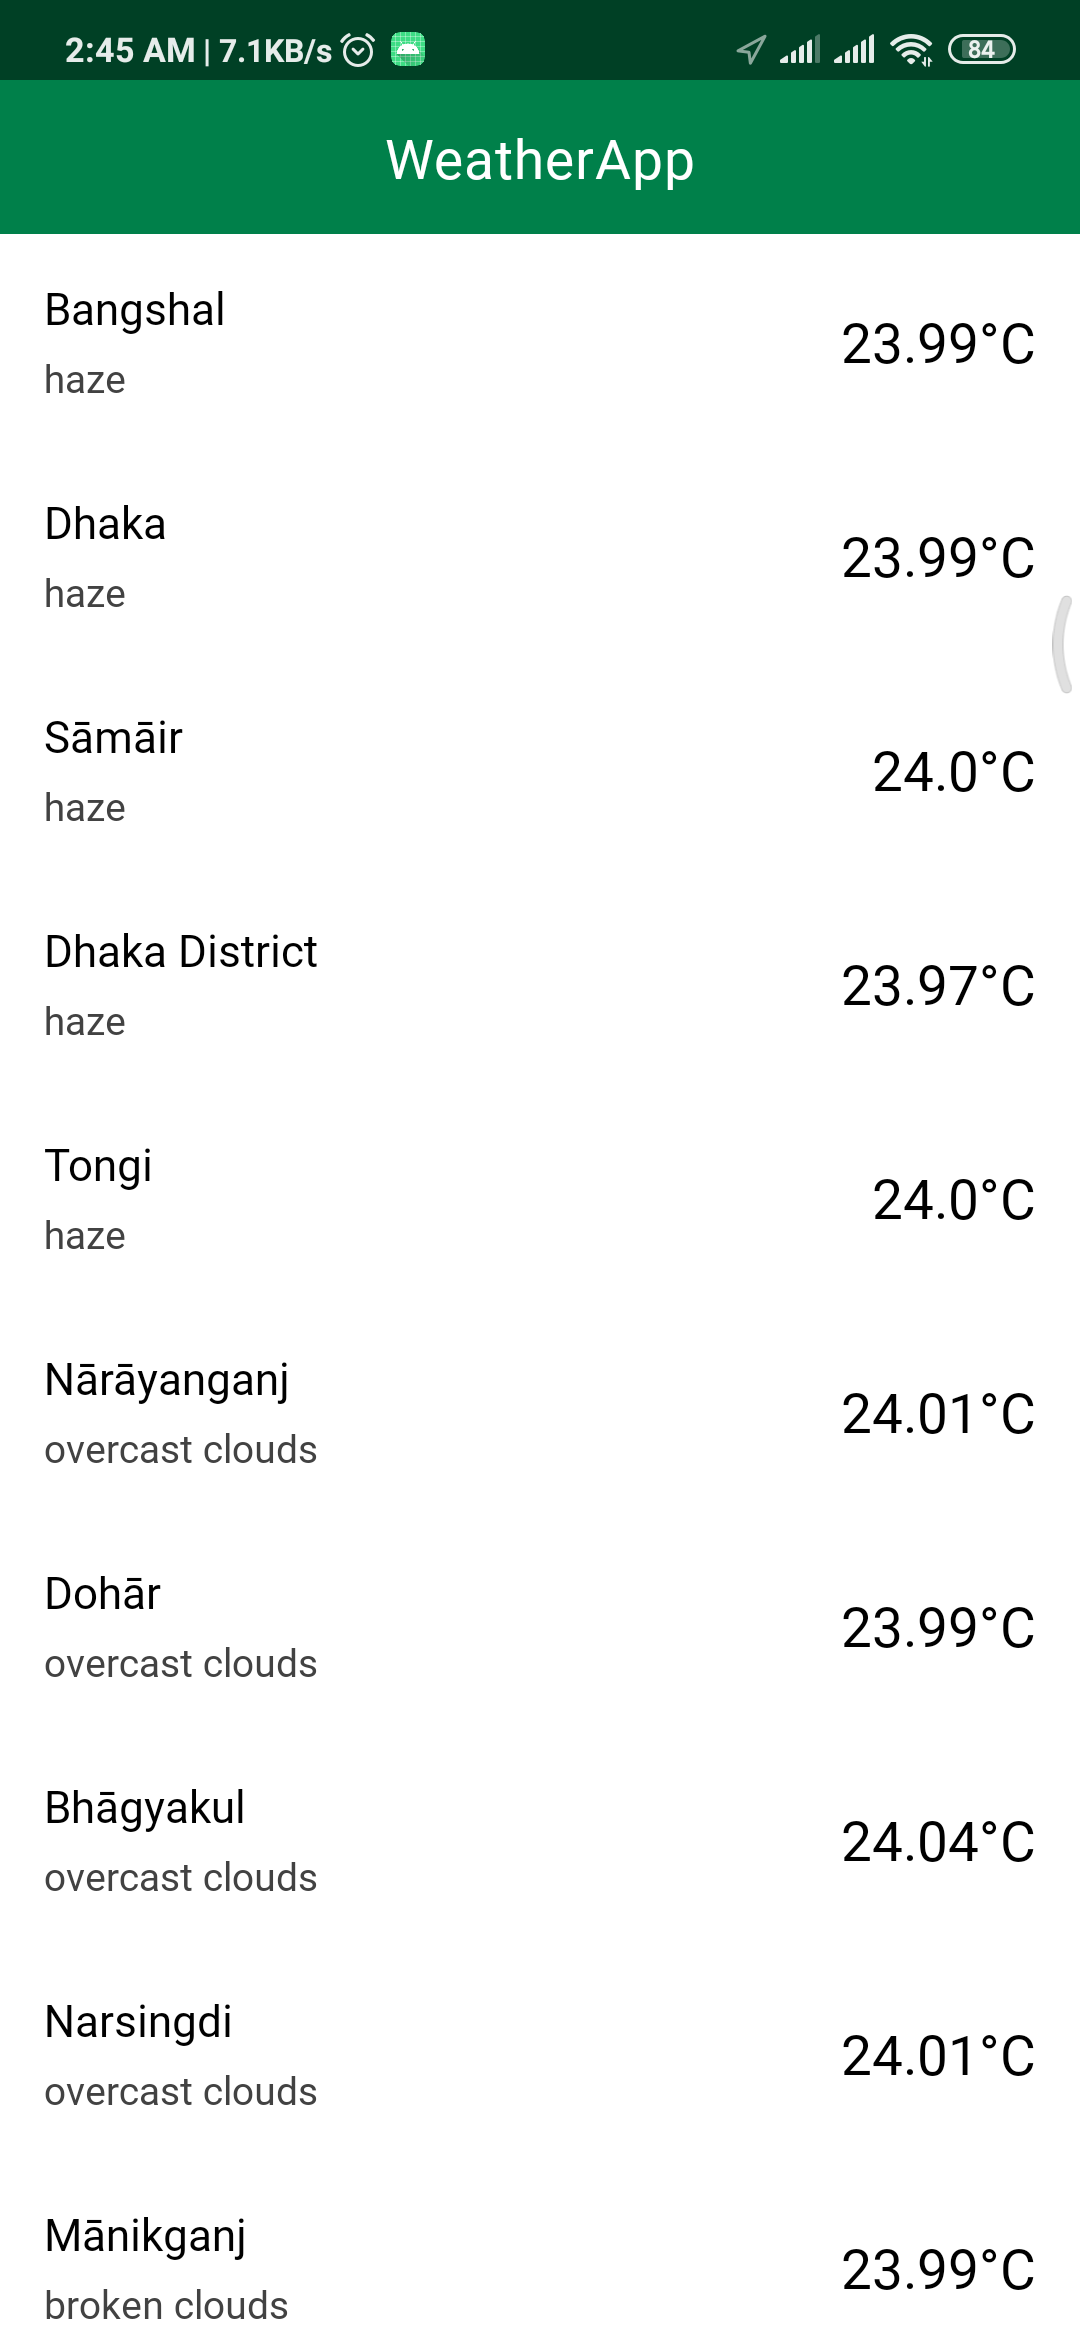 2:45 AM | 7.1KB/s 84
WeatherApp
Bangshal
23.99°C
haze
Dhaka
23.99°C
haze
Sāmāir
24.0°C
haze
Dhaka District
23.97°C
haze
Tongi
24.0°C
haze
Nārāyanganj
24.01°C
overcast clouds
Dohār
23.99°C
overcast clouds
Bhāgyakul
24.04°C
overcast clouds
Narsingdi
24.01°C
overcast clouds
Mānikganj
23.99°C
broken clouds